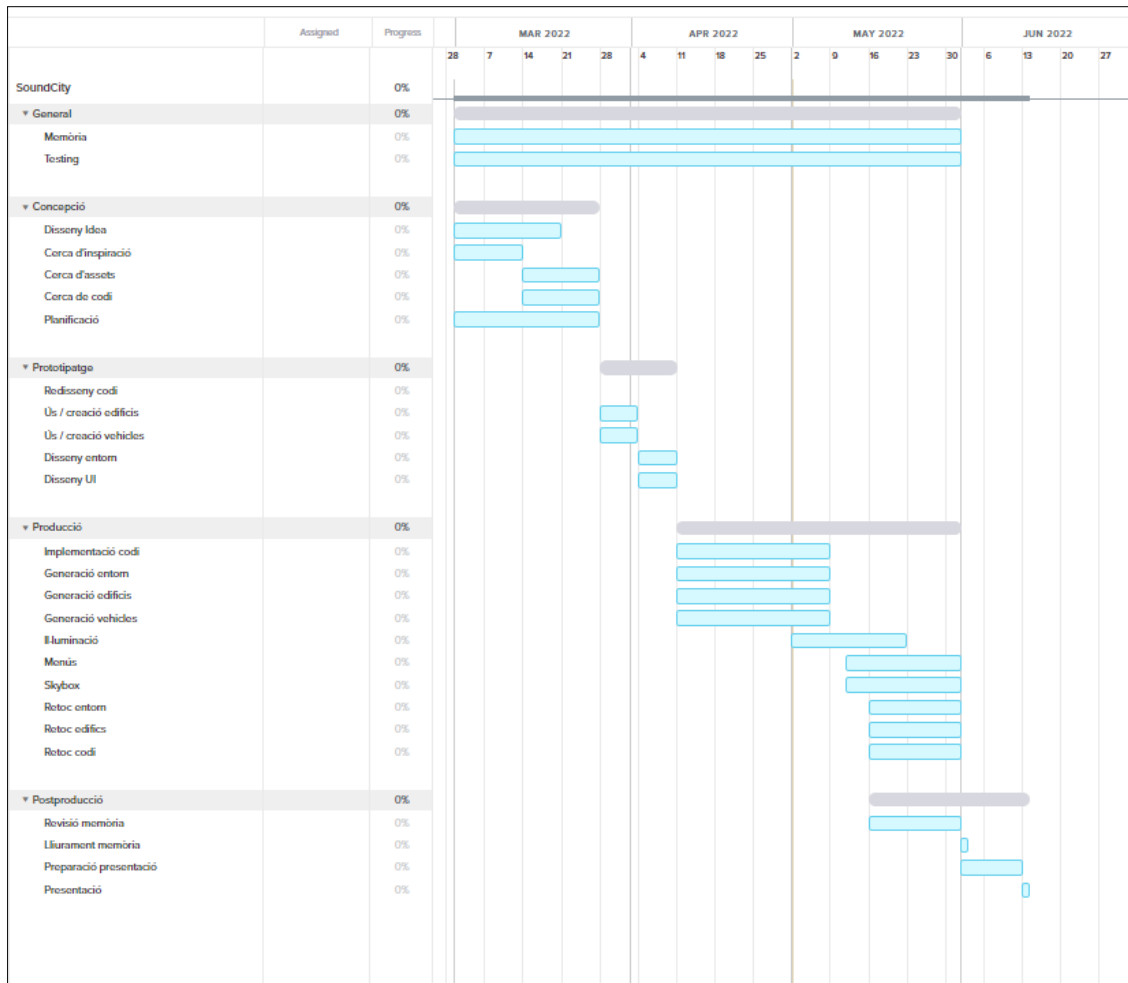 Assigned Progress MAR 2022 APR 2022 MAY 2022 JUN 2022
28 7 14 21 28 4 11 18 25 2 9 16 23 30 6 13 20 27
SoundCity 0%
▼ General 0%
Memòria 0%
Testing 0%
▼ Concepció 0%
Disseny Idea 0%
Cerca d'inspiració 0%
Cerca d'assets 0%
Cerca de codi 0%
Planificació 0%
▼ Prototipatge 0%
Redisseny codi 0%
Ús / creació edificis 0%
Ús / creació vehicles 0%
Disseny entorn 0%
Disseny UI 0%
▼ Producció 0%
Implementació codi 0%
Generació entorn 0%
Generació edificis 0%
Generació vehicles 0%
Il·luminació 0%
Menús 0%
Skybox 0%
Retoc entorn 0%
Retoc edifics 0%
Retoc codi 0%
▼ Postproducció 0%
Revisió memòria 0%
Lliurament memòria 0%
Preparació presentació 0%
Presentació 0%